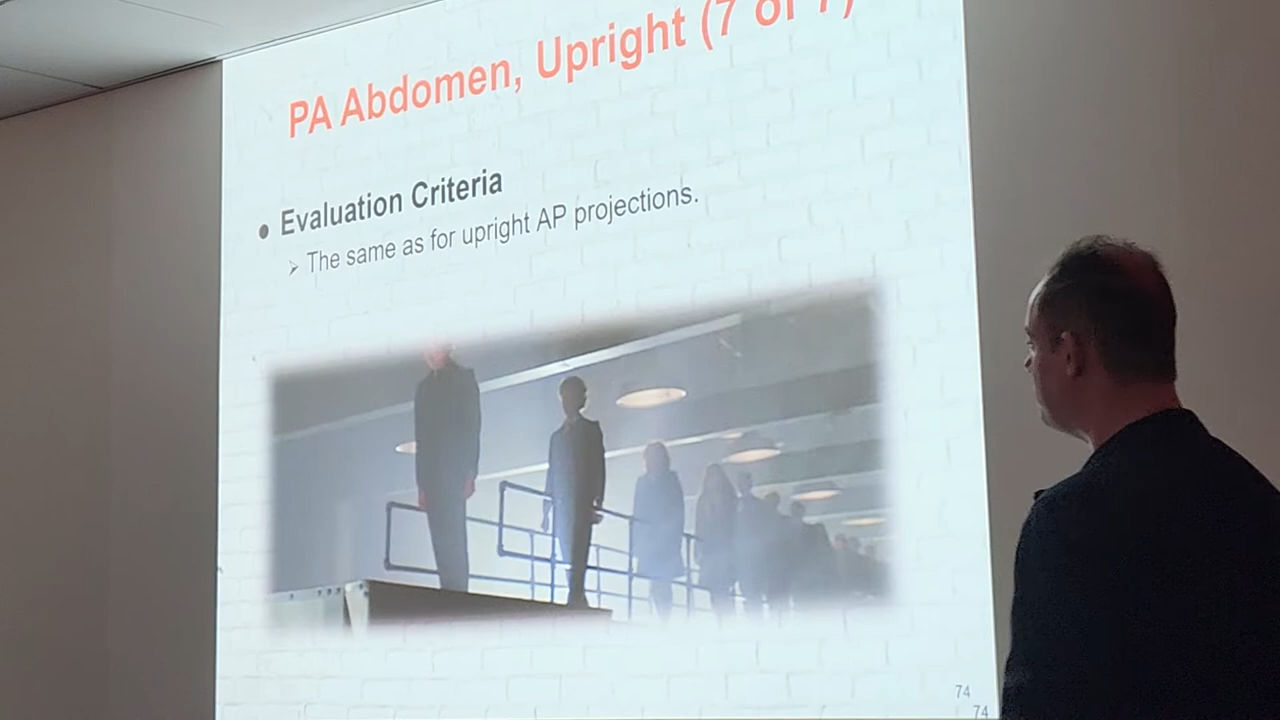 PA Abdomen, Upright (7 of 7)
• Evaluation Criteria
➢ The same as for upright AP projections.
74
74